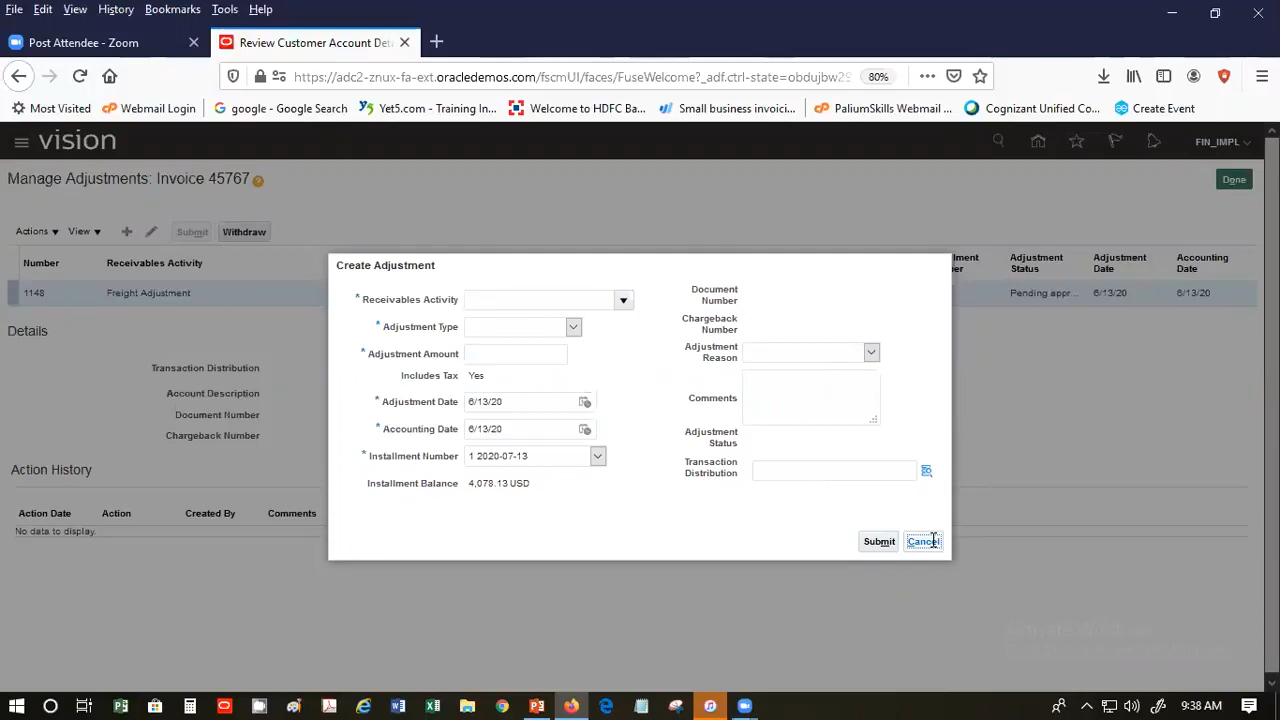 File Edit View History Bookmarks Tools Help
Post Attendee - Zoom
Review Customer Account Det
https://adc2-znux-fa-ext.oracledemos.com/fscmUI/faces/FuseWelcome?_adf.ctrl-state=obdujbw29 80%
Most Visited Webmail Login google - Google Search Yet5.com - Training In... Welcome to HDFC Ba... Small business invoici... PaliumSkills Webmail ... Cognizant Unified Co... Create Event
vision
FIN_IMPL
Manage Adjustments: Invoice 45767
Done
Actions View Submit Withdraw
Number Receivables Activity Adjustment Status Adjustment Date Accounting Date
1148 Freight Adjustment Pending appr... 6/13/20 6/13/20
Details
Transaction Distribution
Account Description
Document Number
Chargeback Number
Action History
Action Date Action Created By Comments
No data to display.
Create Adjustment
* Receivables Activity
* Adjustment Type
* Adjustment Amount
Includes Tax Yes
* Adjustment Date 6/13/20
* Accounting Date 6/13/20
* Installment Number 1 2020-07-13
Installment Balance 4,078.13 USD
Document Number
Chargeback Number
Adjustment Reason
Comments
Adjustment Status
Transaction Distribution
Submit Cancel
9:38 AM